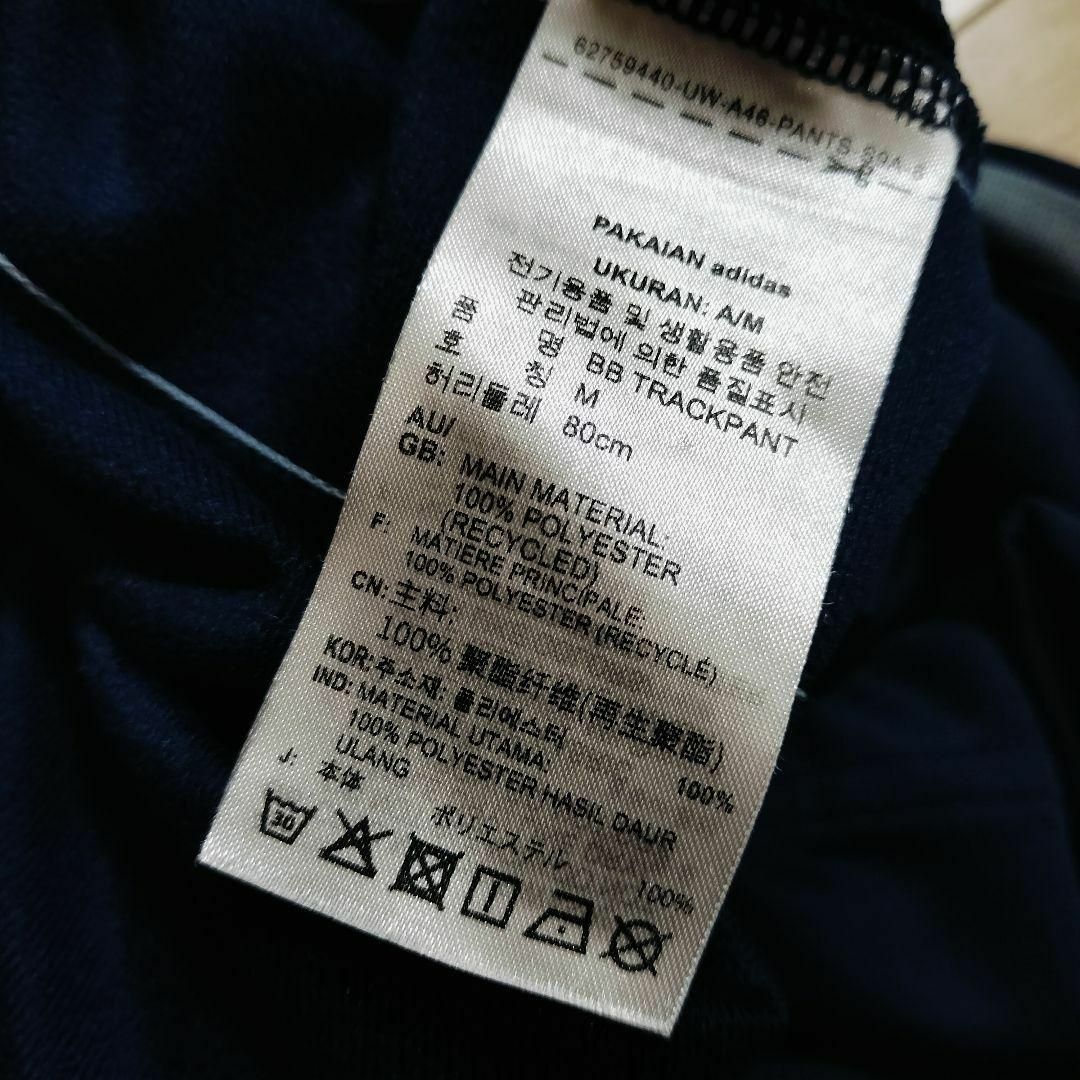 62759440-UW-A46-PANTS
PAKAIAN adidas
UKURAN: A/M
전기용품 및 생활용품 안전
관리법에 의한 품질표시
품 명 BB TRACKPANT
호 칭 M
허리둘레 80cm
AU/
GB: MAIN MATERIAL:
100% POLYESTER
(RECYCLED)
F: MATIERE PRINCIPALE:
100% POLYESTER (RECYCLÉ)
CN: 主料:
100% 聚酯纤维(再生聚酯)
KOR: 주소재: 폴리에스터 100%
IND: MATERIAL UTAMA:
100% POLYESTER HASIL DAUR
ULANG
J: 本体
ポリエステル 100%
30